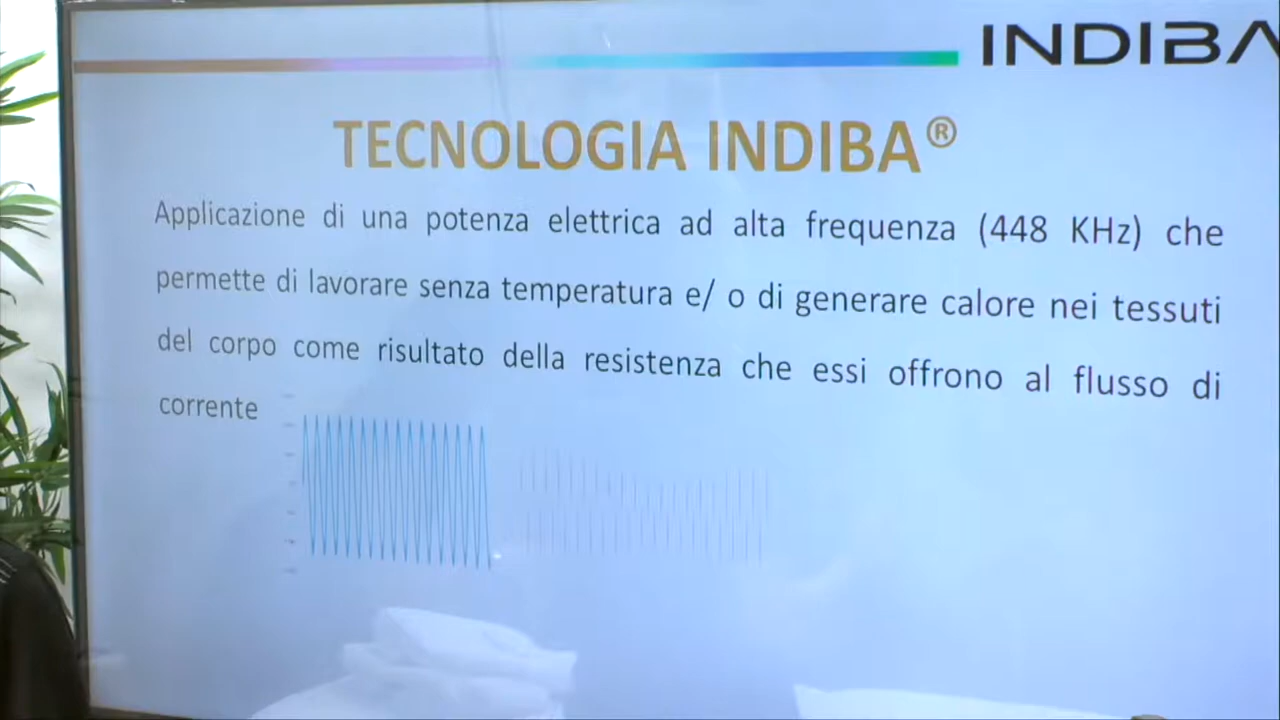 INDIBA
TECNOLOGIA INDIBA®
Applicazione di una potenza elettrica ad alta frequenza (448 KHz) che
permette di lavorare senza temperatura e/ o di generare calore nei tessuti
del corpo come risultato della resistenza che essi offrono al flusso di
corrente